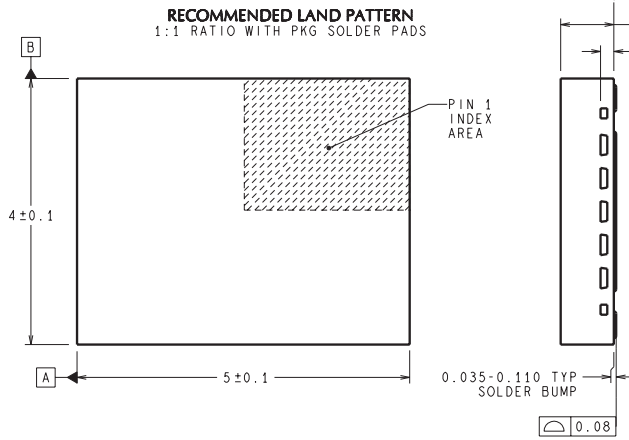 RECOMMENDED LAND PATTERN
1:1 RATIO WITH PKG SOLDER PADS
B
PIN 1
INDEX
AREA
4±0.1
A
5±0.1
0.035-0.110 TYP
SOLDER BUMP
⌓ 0.08